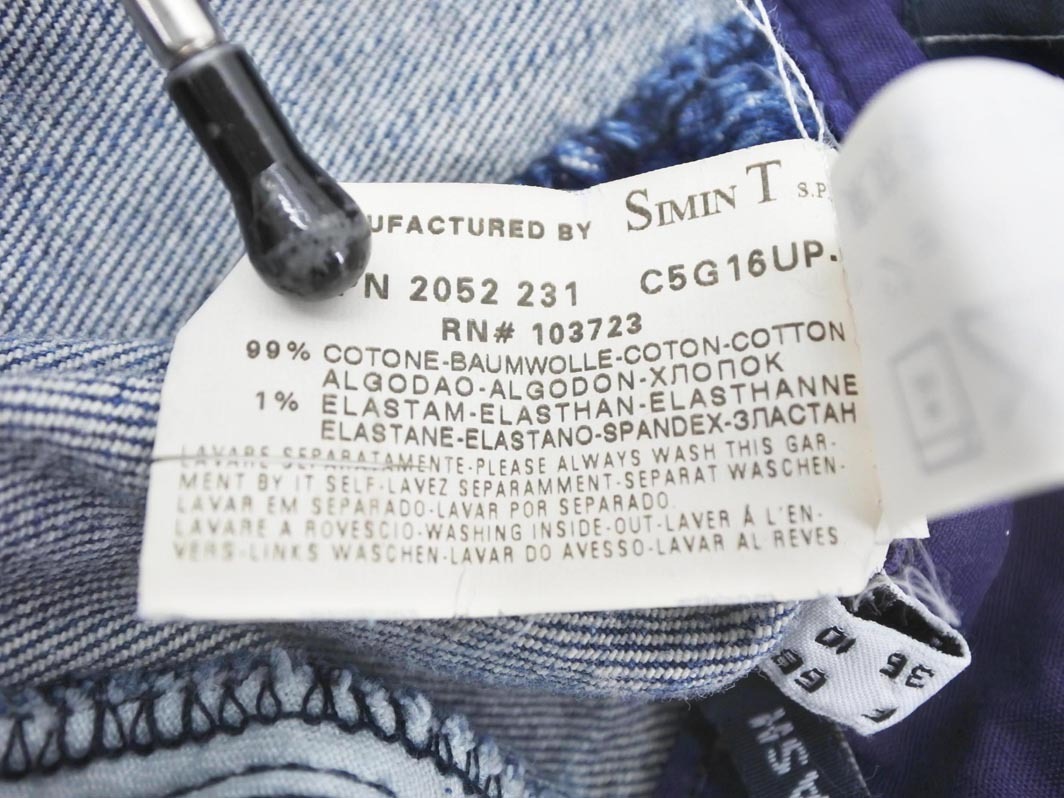 UFACTURED BY SIMIN T S.P.
N 2052 231 C5G16UP.
RN# 103723
99% COTONE-BAUMWOLLE-COTON-COTTON
ALGODAO-ALGODON-ХЛОПОК
1% ELASTAM-ELASTHAN-ELASTHANNE
ELASTANE-ELASTANO-SPANDEX-ЗЛАСТАН
LAVARE SEPARATAMENTE-PLEASE ALWAYS WASH THIS GAR-
MENT BY IT SELF-LAVEZ SEPARAMMENT-SEPARAT WASCHEN-
LAVAR EM SEPARADO-LAVAR POR SEPARADO.
LAVARE A ROVESCIO-WASHING INSIDE-OUT-LAVER Á L'EN-
VERS-LINKS WASCHEN-LAVAR DO AVESSO-LAVAR AL REVES
10 36